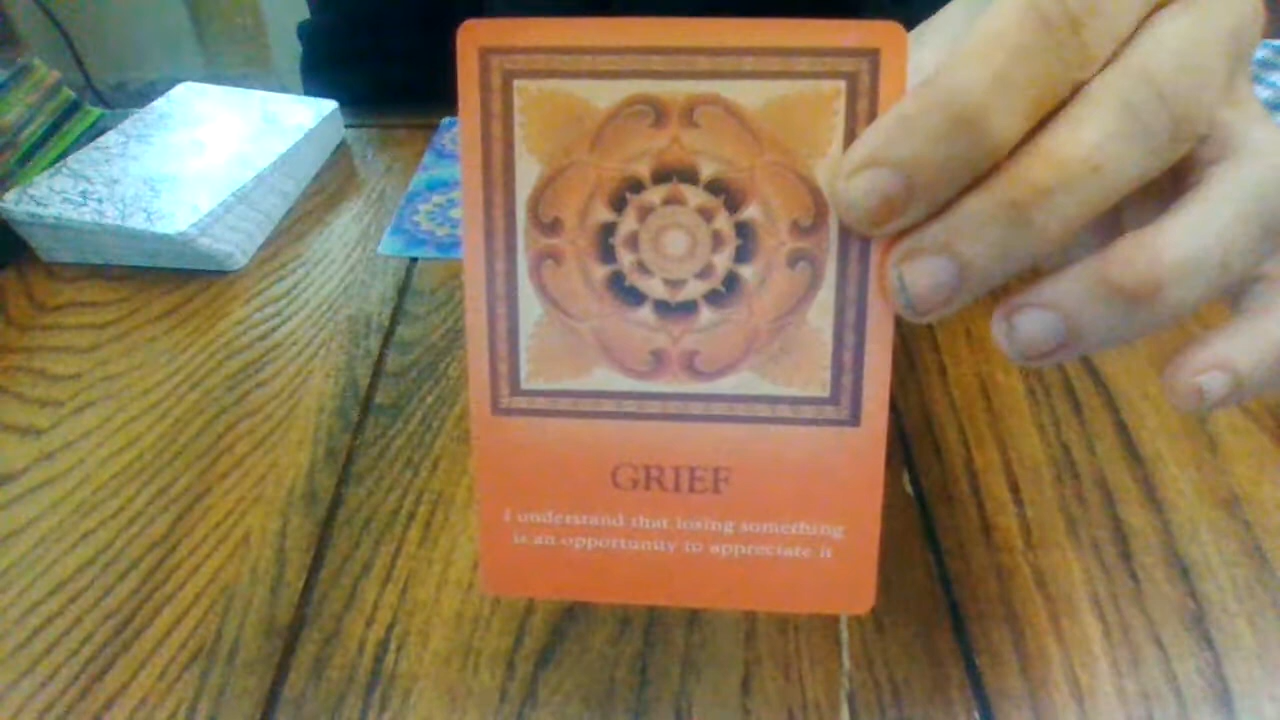 GRIEF
I understand that losing something
is an opportunity to appreciate it